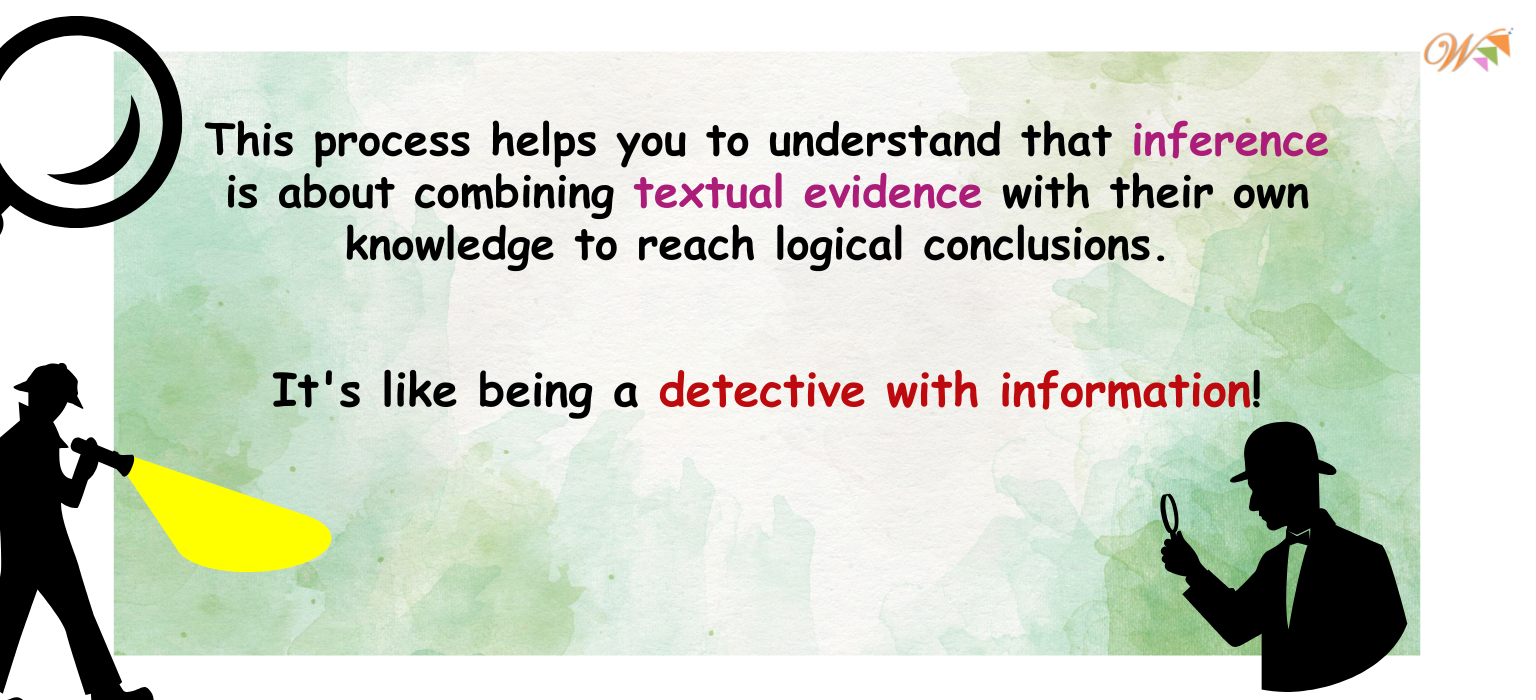 W
This process helps you to understand that inference
is about combining textual evidence with their own
knowledge to reach logical conclusions.
It's like being a detective with information!